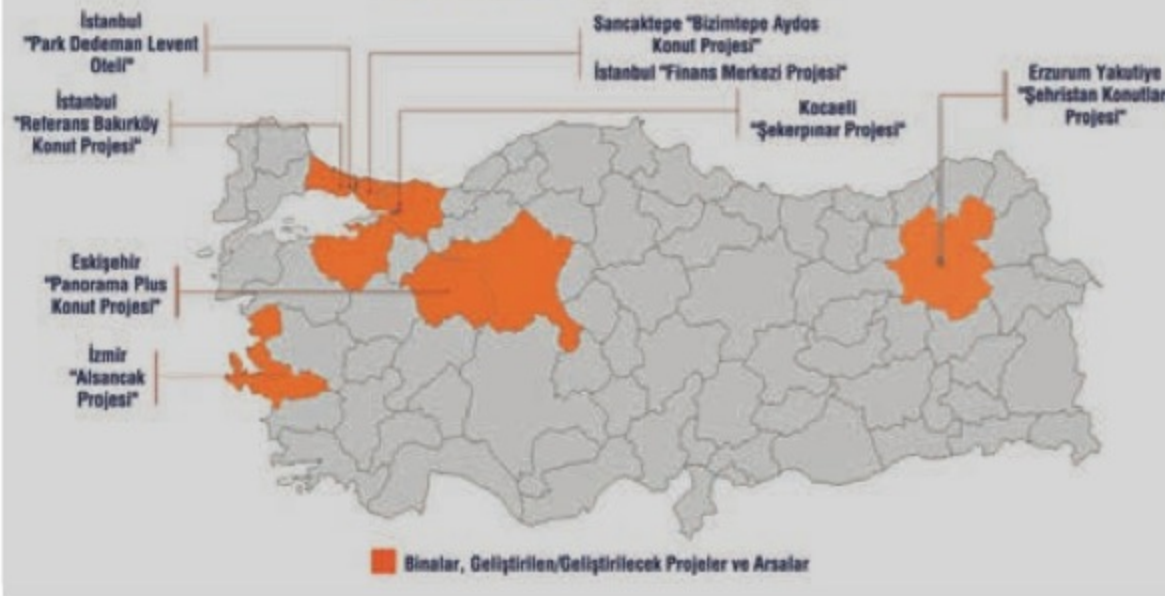 İstanbul
"Park Dedeman Levent
Oteli"
Sancaktepe "Bizimtepe Aydos
Konut Projesi"
İstanbul "Finans Merkezi Projesi"
Erzurum Yakutiye
"Şehristan Konutlar
Projesi"
İstanbul
"Referans Bakırköy
Konut Projesi"
Kocaeli
"Şekerpınar Projesi"
Eskişehir
"Panorama Plus
Konut Projesi"
İzmir
"Alsancak
Projesi"
Binalar, Geliştirilen/Geliştirilecek Projeler ve Arsalar